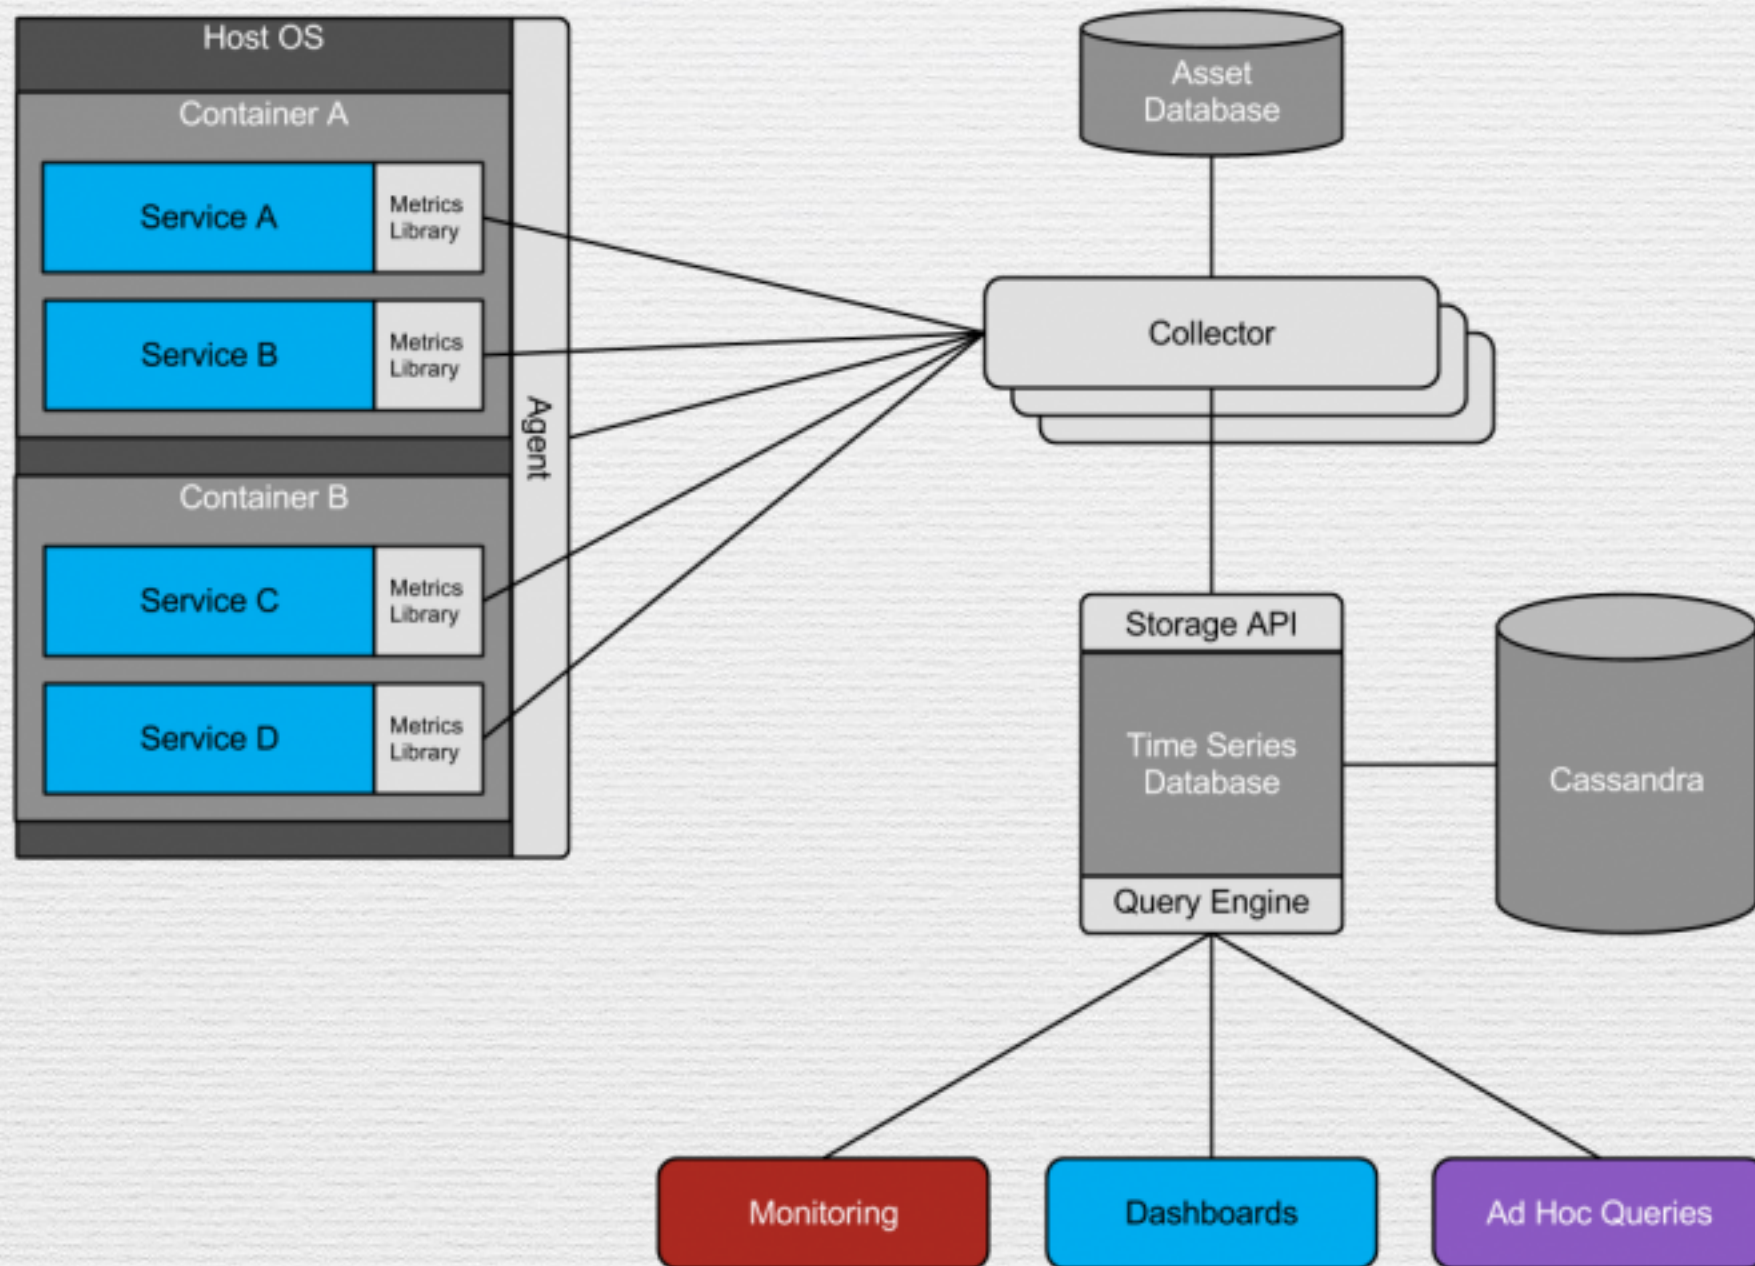 Host OS
Container A
Service A
Metrics
Library
Service B
Metrics
Library
Agent
Container B
Service C
Metrics
Library
Service D
Metrics
Library
Asset
Database
Collector
Storage API
Time Series
Database
Query Engine
Cassandra
Monitoring
Dashboards
Ad Hoc Queries